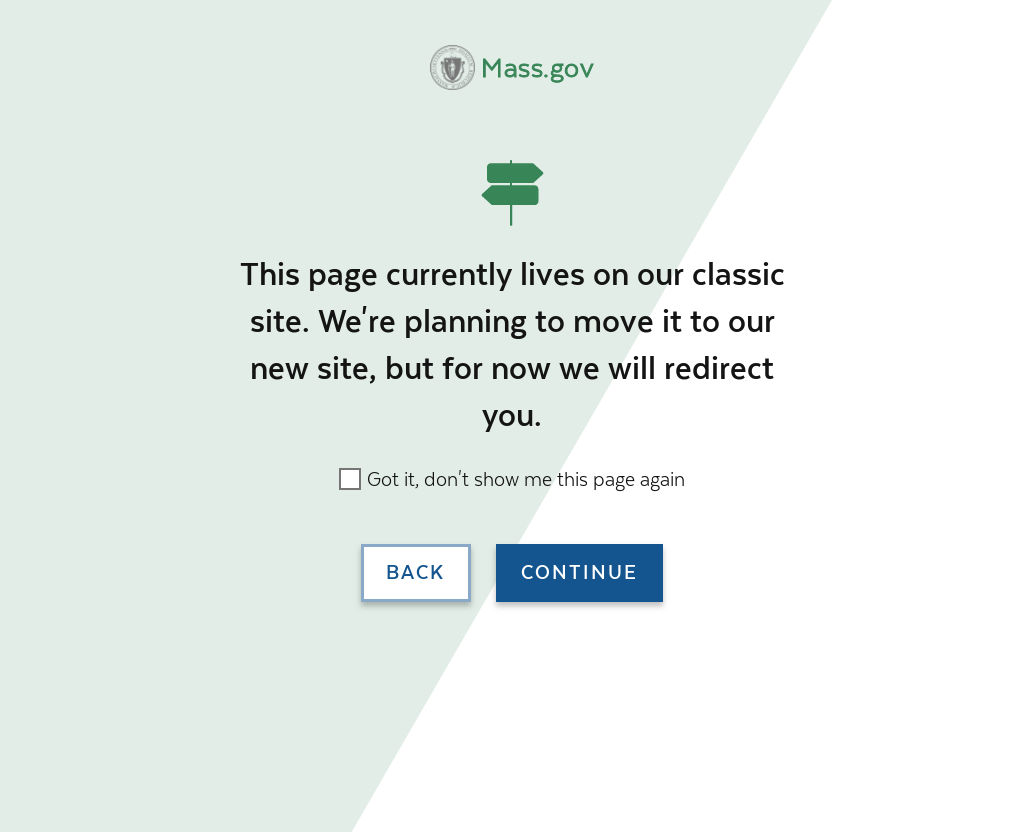 Mass.gov
This page currently lives on our classic
site. We're planning to move it to our
new site, but for now we will redirect
you.
Got it, don't show me this page again
BACK
CONTINUE